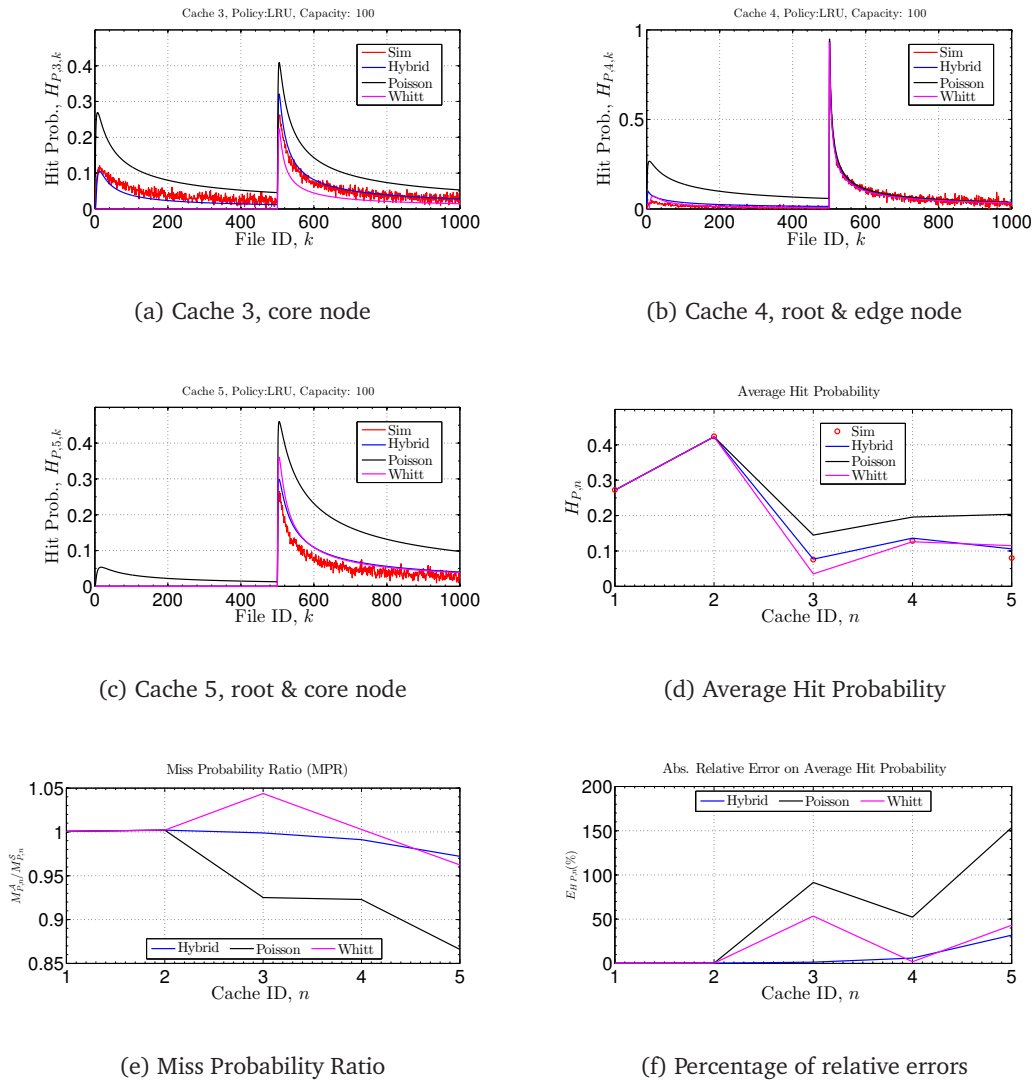 Cache 3, Policy:LRU, Capacity: 100
Hit Prob., H_{P,3,k}
0.4
0.3
0.2
0.1
0
0 200 400 600 800 1000
File ID, k
Sim
Hybrid
Poisson
Whitt
(a) Cache 3, core node
Cache 4, Policy:LRU, Capacity: 100
Hit Prob., H_{P,4,k}
1
0.5
0
0 200 400 600 800 1000
File ID, k
Sim
Hybrid
Poisson
Whitt
(b) Cache 4, root & edge node
Cache 5, Policy:LRU, Capacity: 100
Hit Prob., H_{P,5,k}
0.4
0.3
0.2
0.1
0
0 200 400 600 800 1000
File ID, k
Sim
Hybrid
Poisson
Whitt
(c) Cache 5, root & core node
Average Hit Probability
H_{P,n}
0.4
0.3
0.2
0.1
0
1 2 3 4 5
Cache ID, n
Sim
Hybrid
Poisson
Whitt
(d) Average Hit Probability
Miss Probability Ratio (MPR)
M^A_{P,n}/M^S_{P,n}
1.05
1
0.95
0.9
0.85
1 2 3 4 5
Cache ID, n
Hybrid Poisson Whitt
(e) Miss Probability Ratio
Abs. Relative Error on Average Hit Probability
E_{HP,n}(%)
200
150
100
50
0
1 2 3 4 5
Cache ID, n
Hybrid Poisson Whitt
(f) Percentage of relative errors